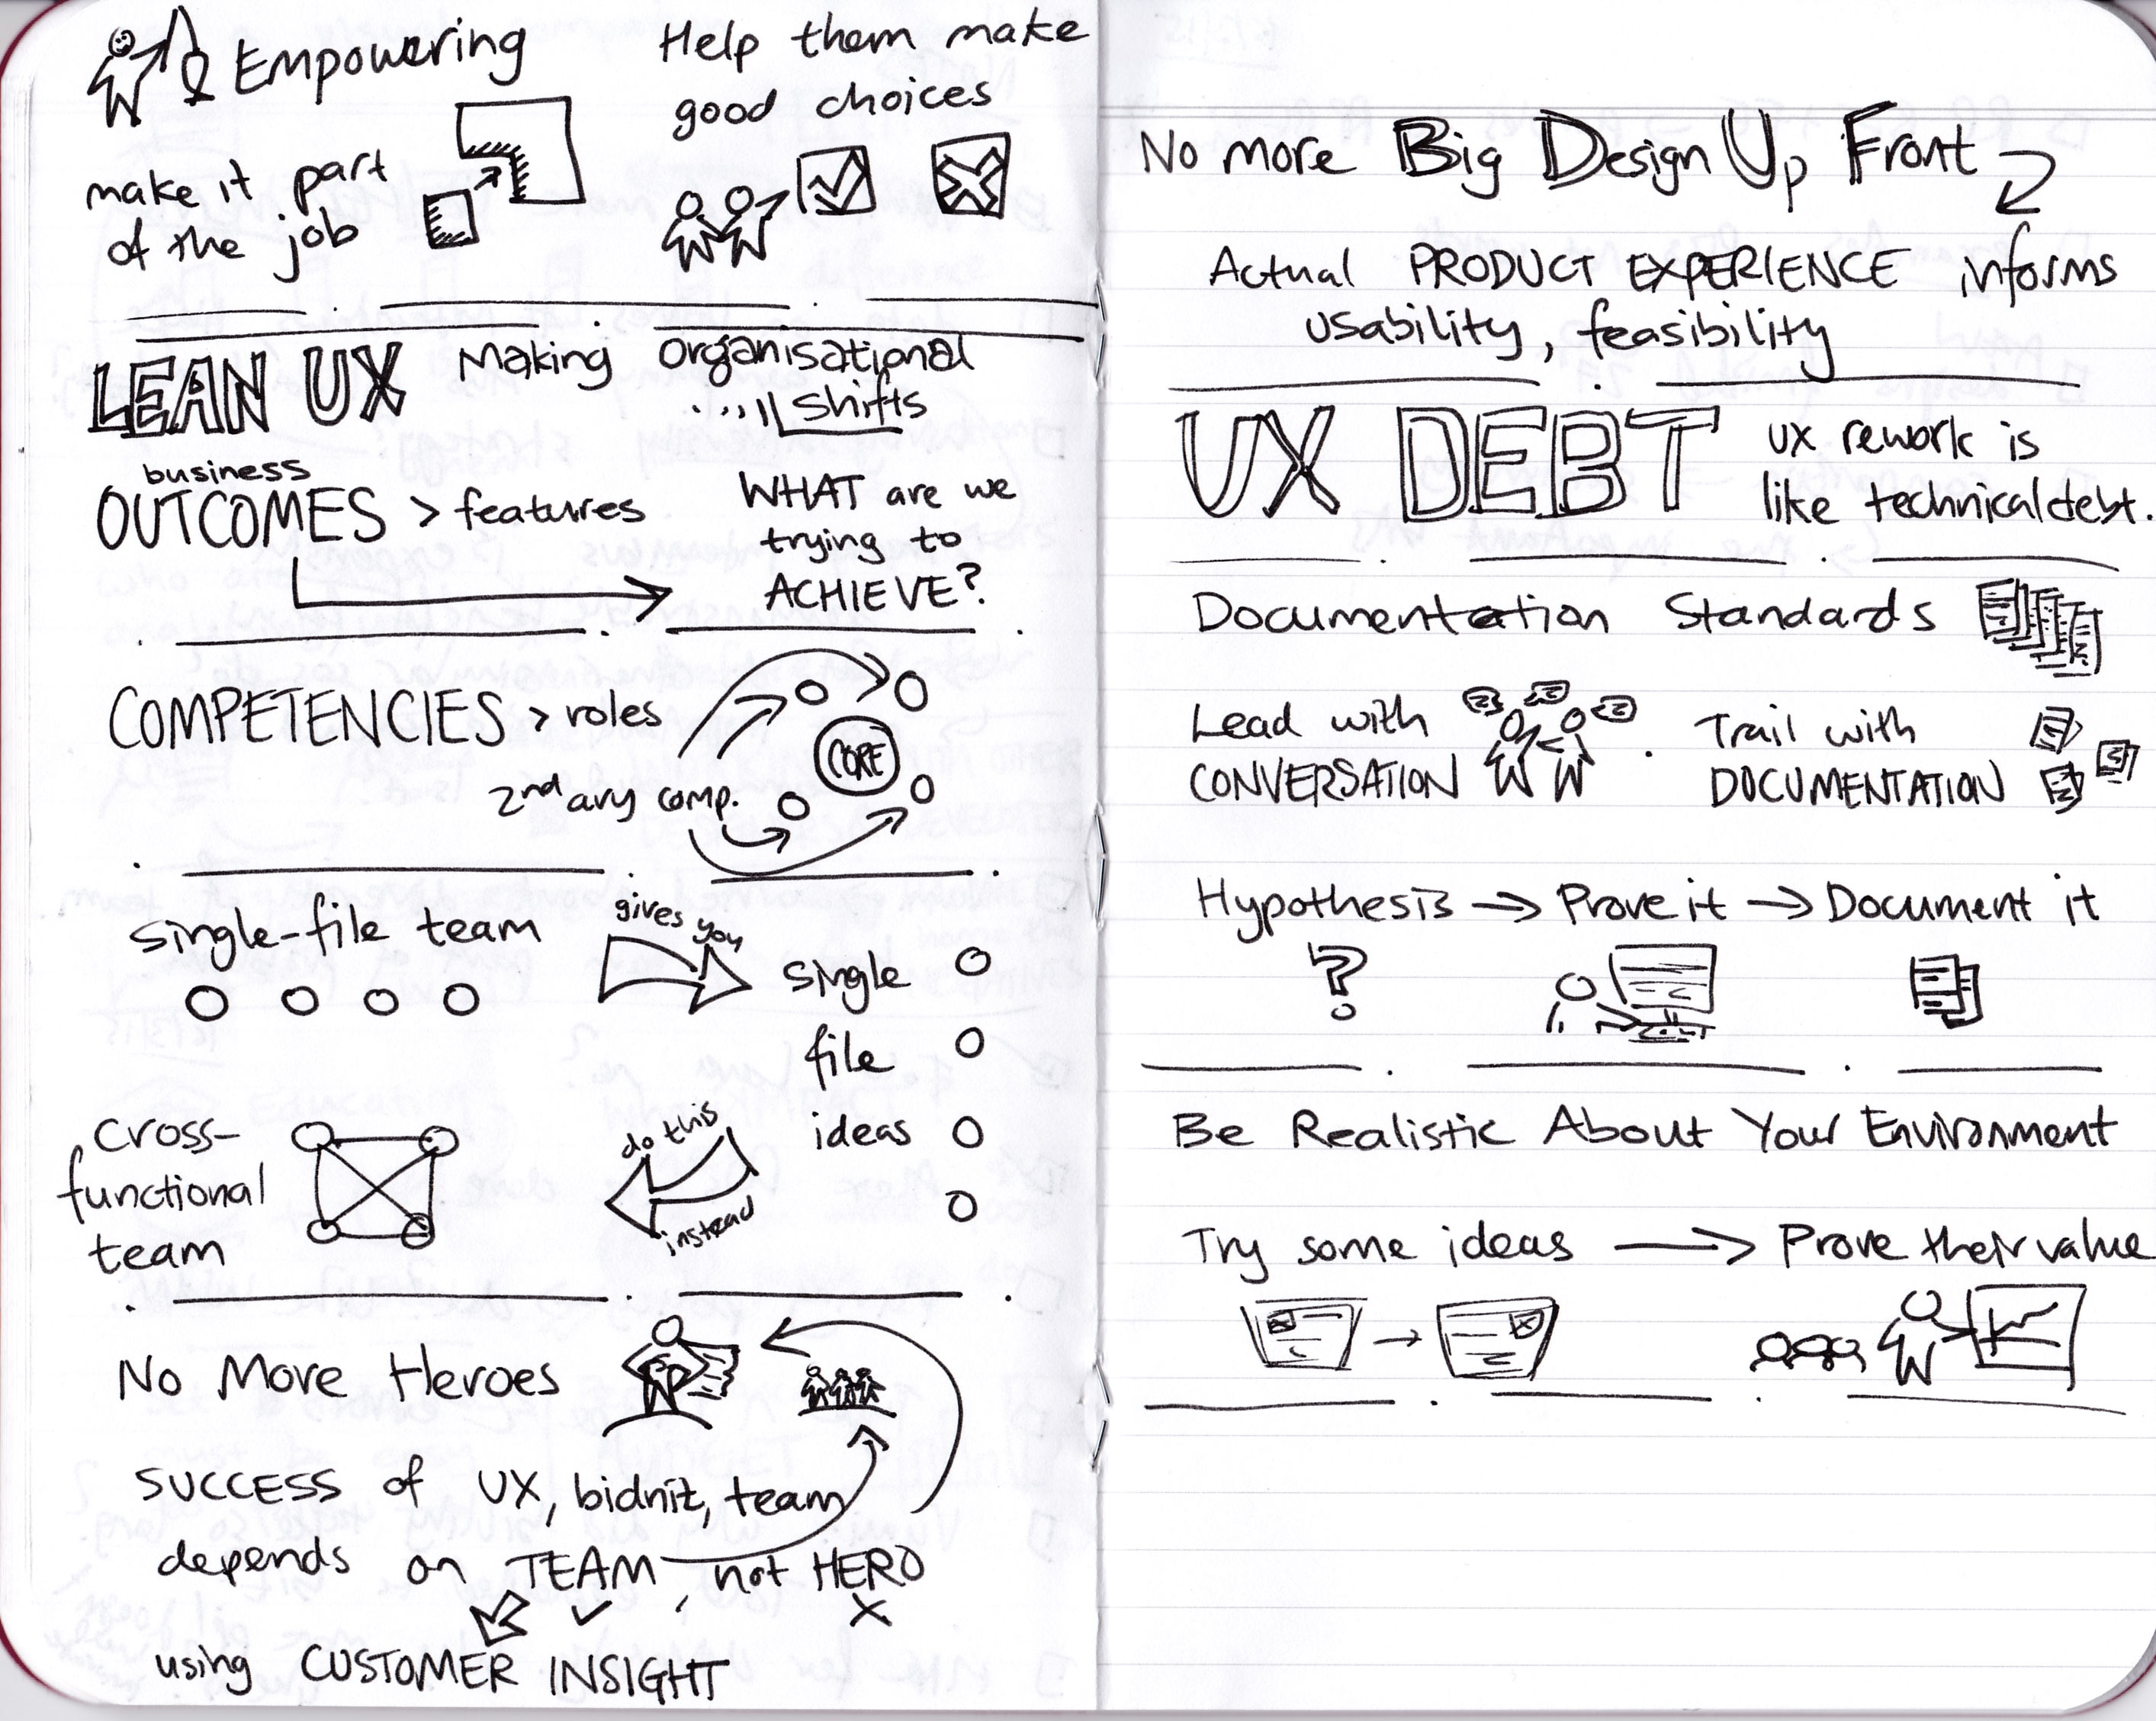 Empowering
make it part
of the job
Help them make
good choices
LEAN UX
Making organisational
shifts
business
OUTCOMES > features
WHAT are we
trying to
ACHIEVE?
COMPETENCIES > roles
2nd ary comp.
CORE
single-file team
gives you
single
file
ideas
do this
instead
Cross-
functional
team
No More Heroes
SUCCESS of UX, bidniz, team
depends on TEAM, not HERO
using CUSTOMER INSIGHT
No more Big Design Up Front
Actual PRODUCT EXPERIENCE informs
usability, feasibility
UX DEBT
UX rework is
like technical debt.
Documentation Standards
Lead with
CONVERSATION
Trail with
DOCUMENTATION
Hypothesis → Prove it → Document it
?
Be Realistic About Your Environment
Try some ideas → Prove their value